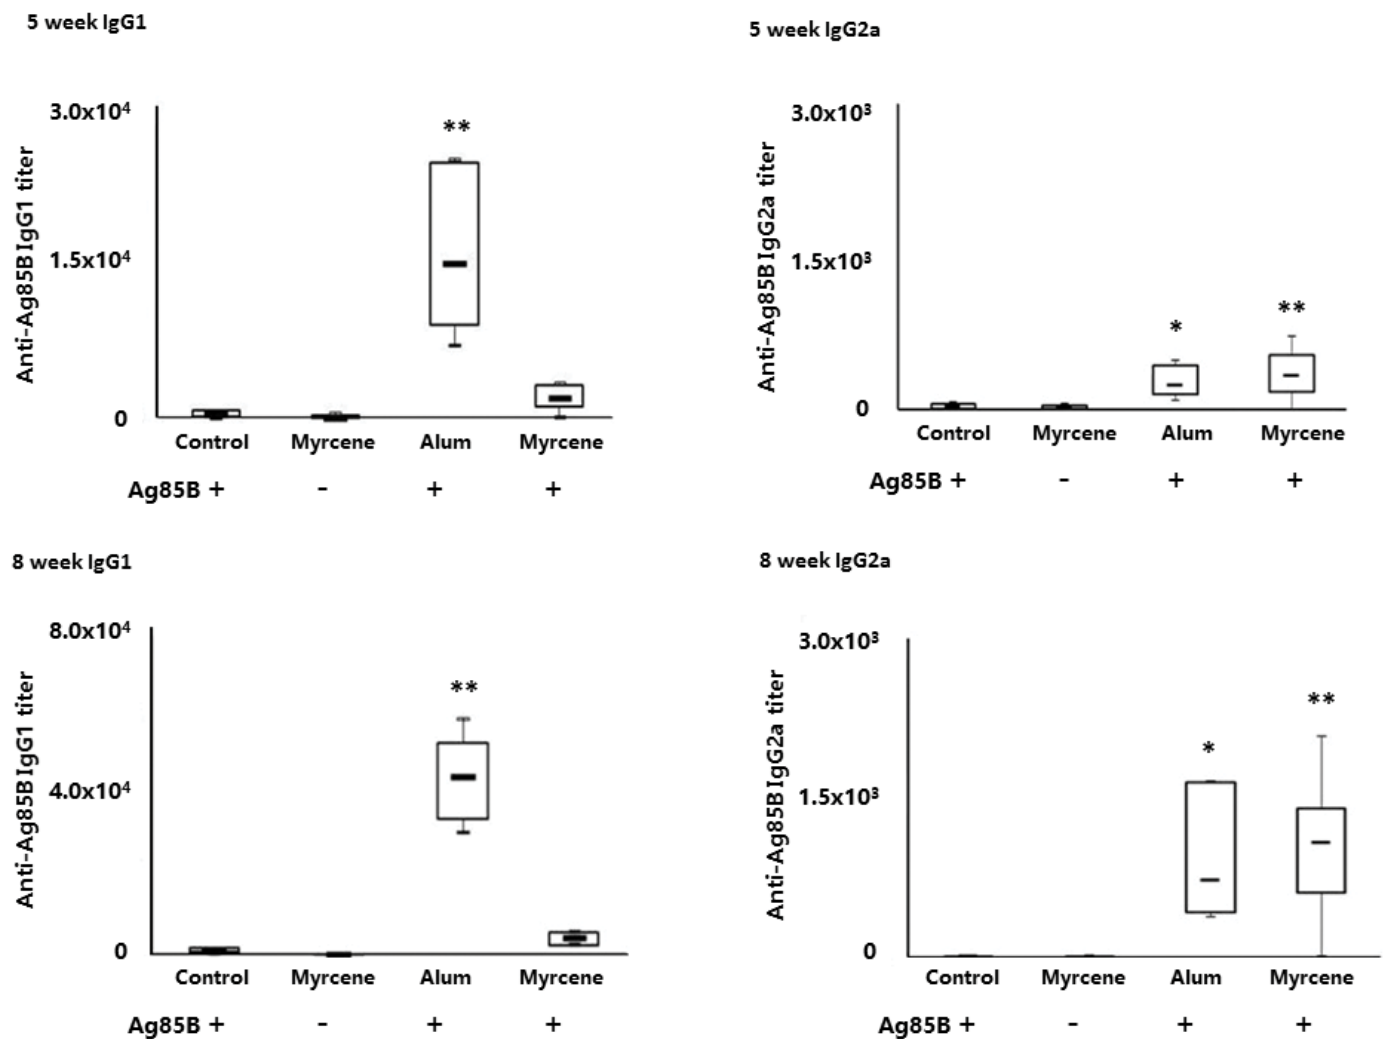 5 week IgG1
Anti-Ag85B IgG1 titer
3.0x10⁴
1.5x10⁴
0
**
Control Myrcene Alum Myrcene
Ag85B + - + +
5 week IgG2a
Anti-Ag85B IgG2a titer
3.0x10³
1.5x10³
0
* **
Control Myrcene Alum Myrcene
Ag85B + - + +
8 week IgG1
Anti-Ag85B IgG1 titer
8.0x10⁴
4.0x10⁴
0
**
Control Myrcene Alum Myrcene
Ag85B + - + +
8 week IgG2a
Anti-Ag85B IgG2a titer
3.0x10³
1.5x10³
0
* **
Control Myrcene Alum Myrcene
Ag85B + - + +